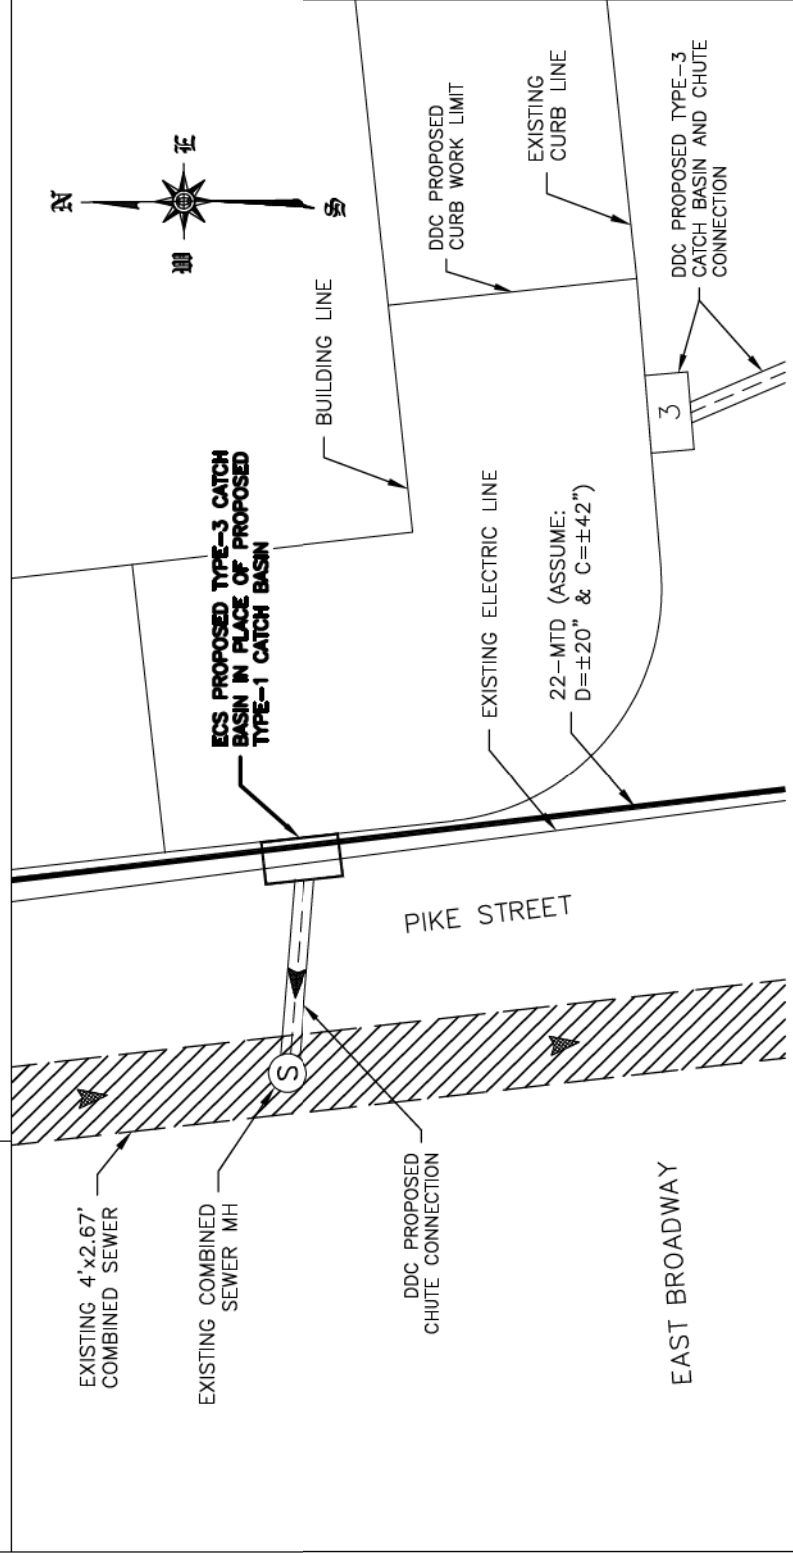 N
E
W
S
DDC PROPOSED
CURB WORK LIMIT
EXISTING
CURB LINE
DDC PROPOSED TYPE-3
CATCH BASIN AND CHUTE
CONNECTION
BUILDING LINE
ECS PROPOSED TYPE-3 CATCH
BASIN IN PLACE OF PROPOSED
TYPE-1 CATCH BASIN
3
EXISTING ELECTRIC LINE
22-MTD (ASSUME:
D=±20" & C=±42")
PIKE STREET
S
EXISTING 4'x2.67'
COMBINED SEWER
EXISTING COMBINED
SEWER MH
DDC PROPOSED
CHUTE CONNECTION
EAST BROADWAY